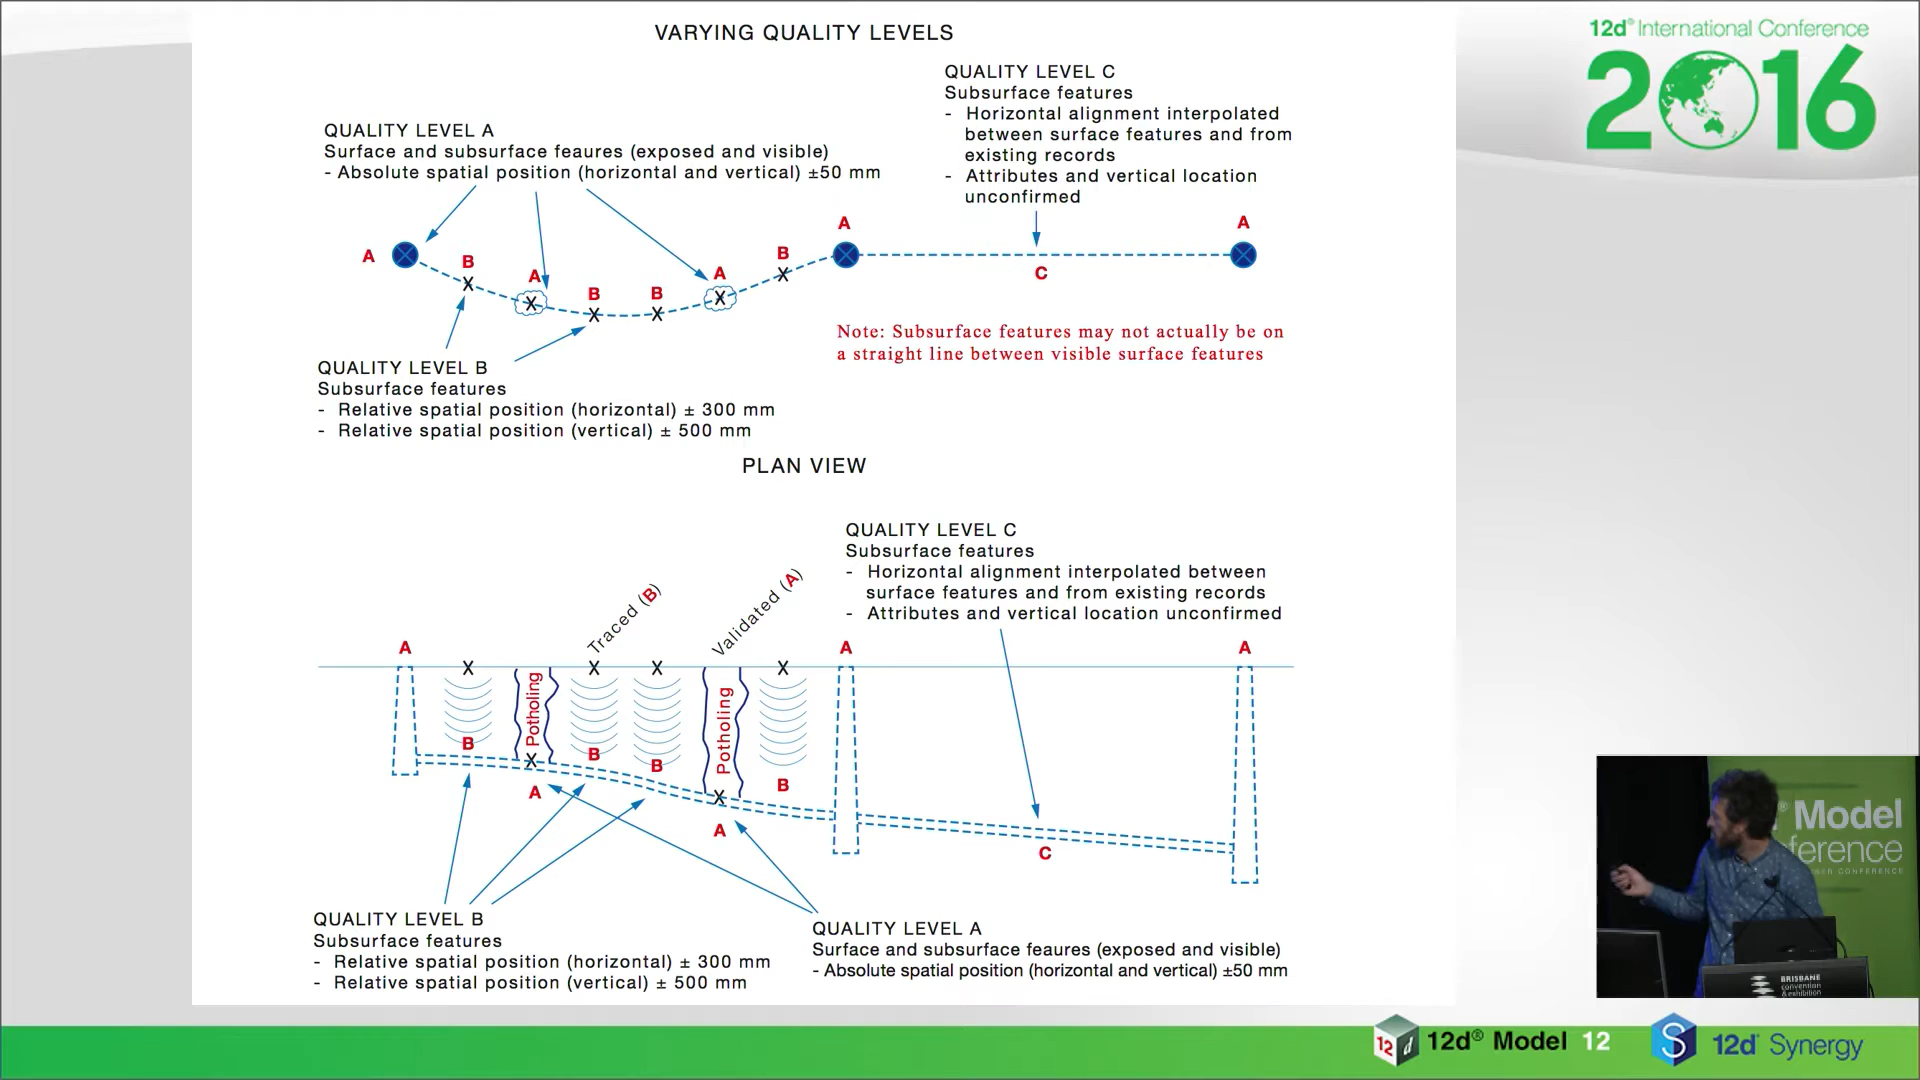 VARYING QUALITY LEVELS
12d® International Conference
2016
QUALITY LEVEL C
Subsurface features
- Horizontal alignment interpolated
between surface features and from
existing records
- Attributes and vertical location
unconfirmed
QUALITY LEVEL A
Surface and subsurface feaures (exposed and visible)
- Absolute spatial position (horizontal and vertical) ±50 mm
A
B
A
B
B
A
B
A
C
A
Note: Subsurface features may not actually be on
a straight line between visible surface features
QUALITY LEVEL B
Subsurface features
- Relative spatial position (horizontal) ± 300 mm
- Relative spatial position (vertical) ± 500 mm
PLAN VIEW
QUALITY LEVEL C
Subsurface features
- Horizontal alignment interpolated between
surface features and from existing records
- Attributes and vertical location unconfirmed
Traced (B)
Validated (A)
A
A
A
Potholing
Potholing
B
B
B
B
A
A
C
QUALITY LEVEL B
Subsurface features
- Relative spatial position (horizontal) ± 300 mm
- Relative spatial position (vertical) ± 500 mm
QUALITY LEVEL A
Surface and subsurface feaures (exposed and visible)
- Absolute spatial position (horizontal and vertical) ±50 mm
® Model
ference
CONFERENCE
BRISBANE
convention
& exhibition
12 d
12d® Model 12
S
12d® Synergy